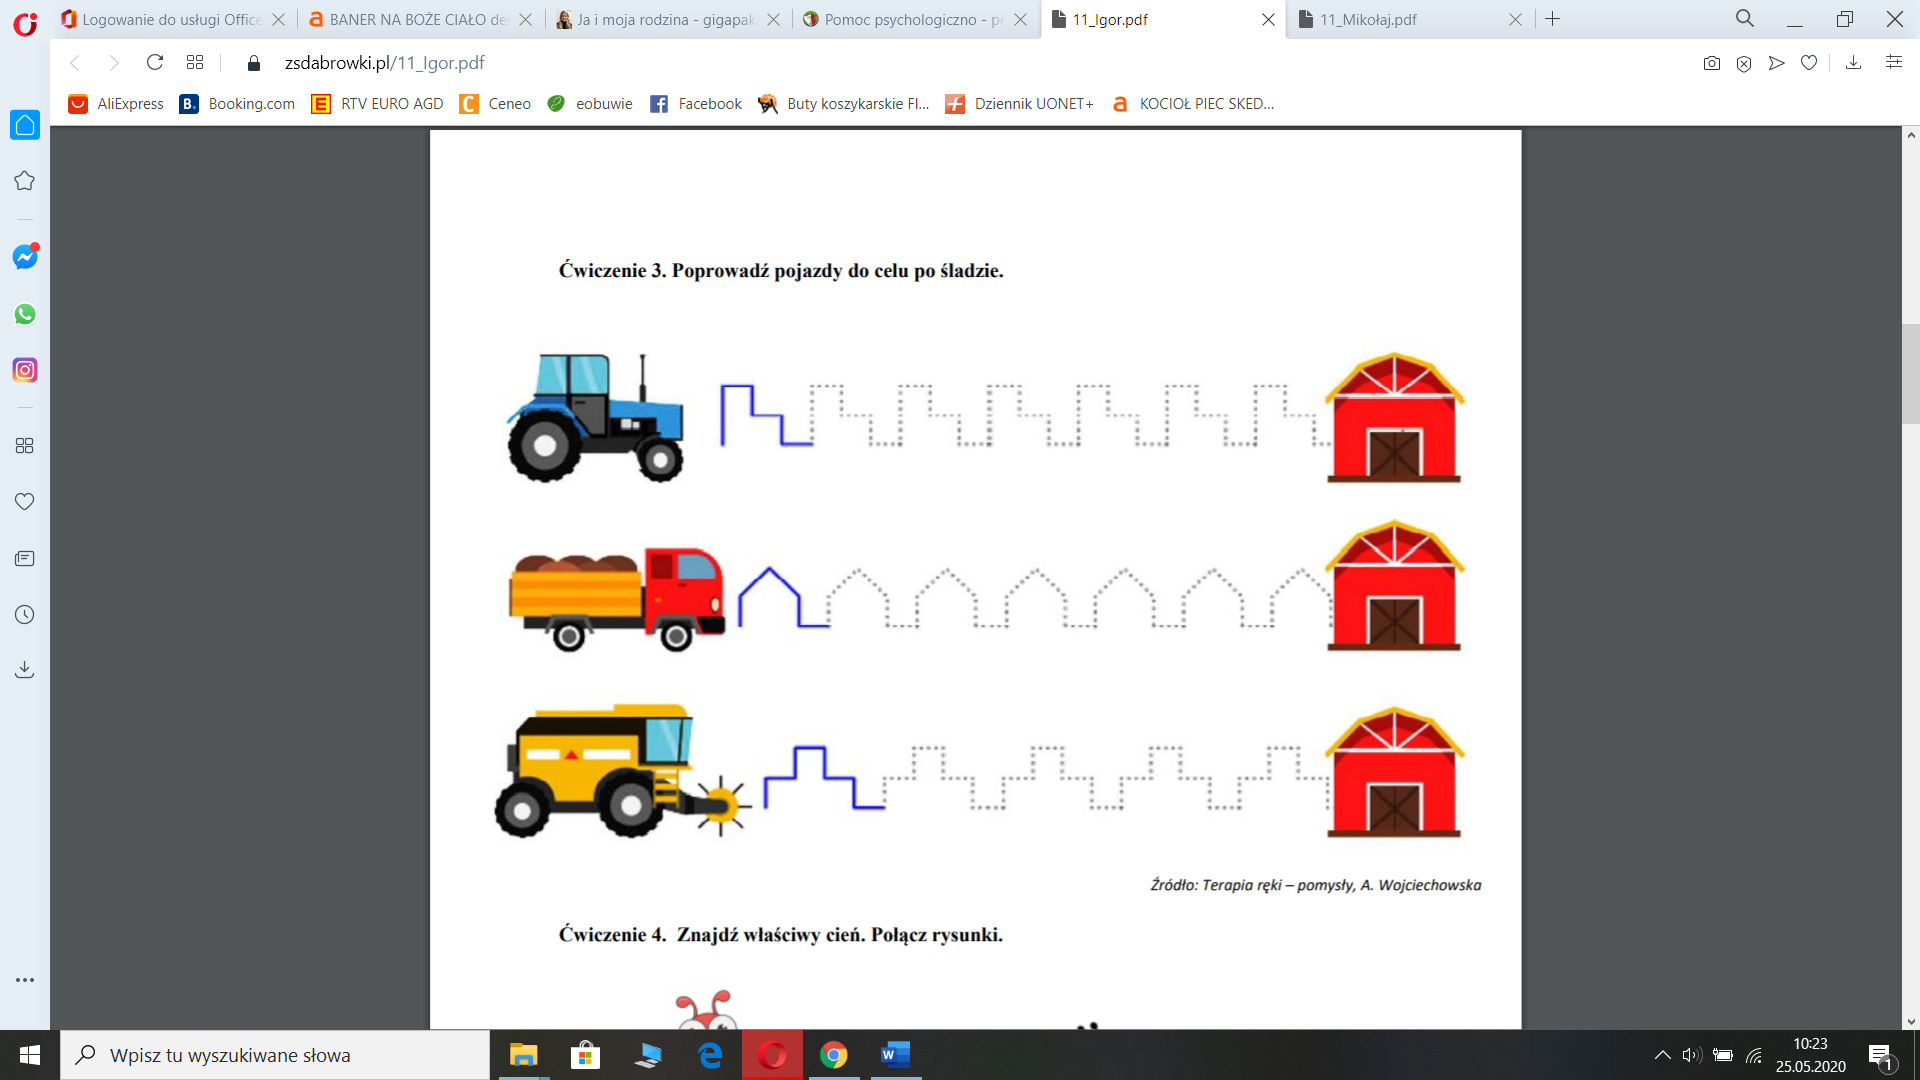 Logowanie do usługi Office
BANER NA BOŻE CIAŁO de
Ja i moja rodzina - gigapak
Pomoc psychologiczno - pe
11_Igor.pdf
11_Mikołaj.pdf
zsdabrowki.pl/11_Igor.pdf
AliExpress
Booking.com
RTV EURO AGD
Ceneo
eobuwie
Facebook
Buty koszykarskie Fl...
Dziennik UONET+
KOCIOŁ PIEC SKED...
Ćwiczenie 3. Poprowadź pojazdy do celu po śladzie.
Źródło: Terapia ręki – pomysły, A. Wojciechowska
Ćwiczenie 4. Znajdź właściwy cień. Połącz rysunki.
Wpisz tu wyszukiwane słowa
10:23
25.05.2020
1